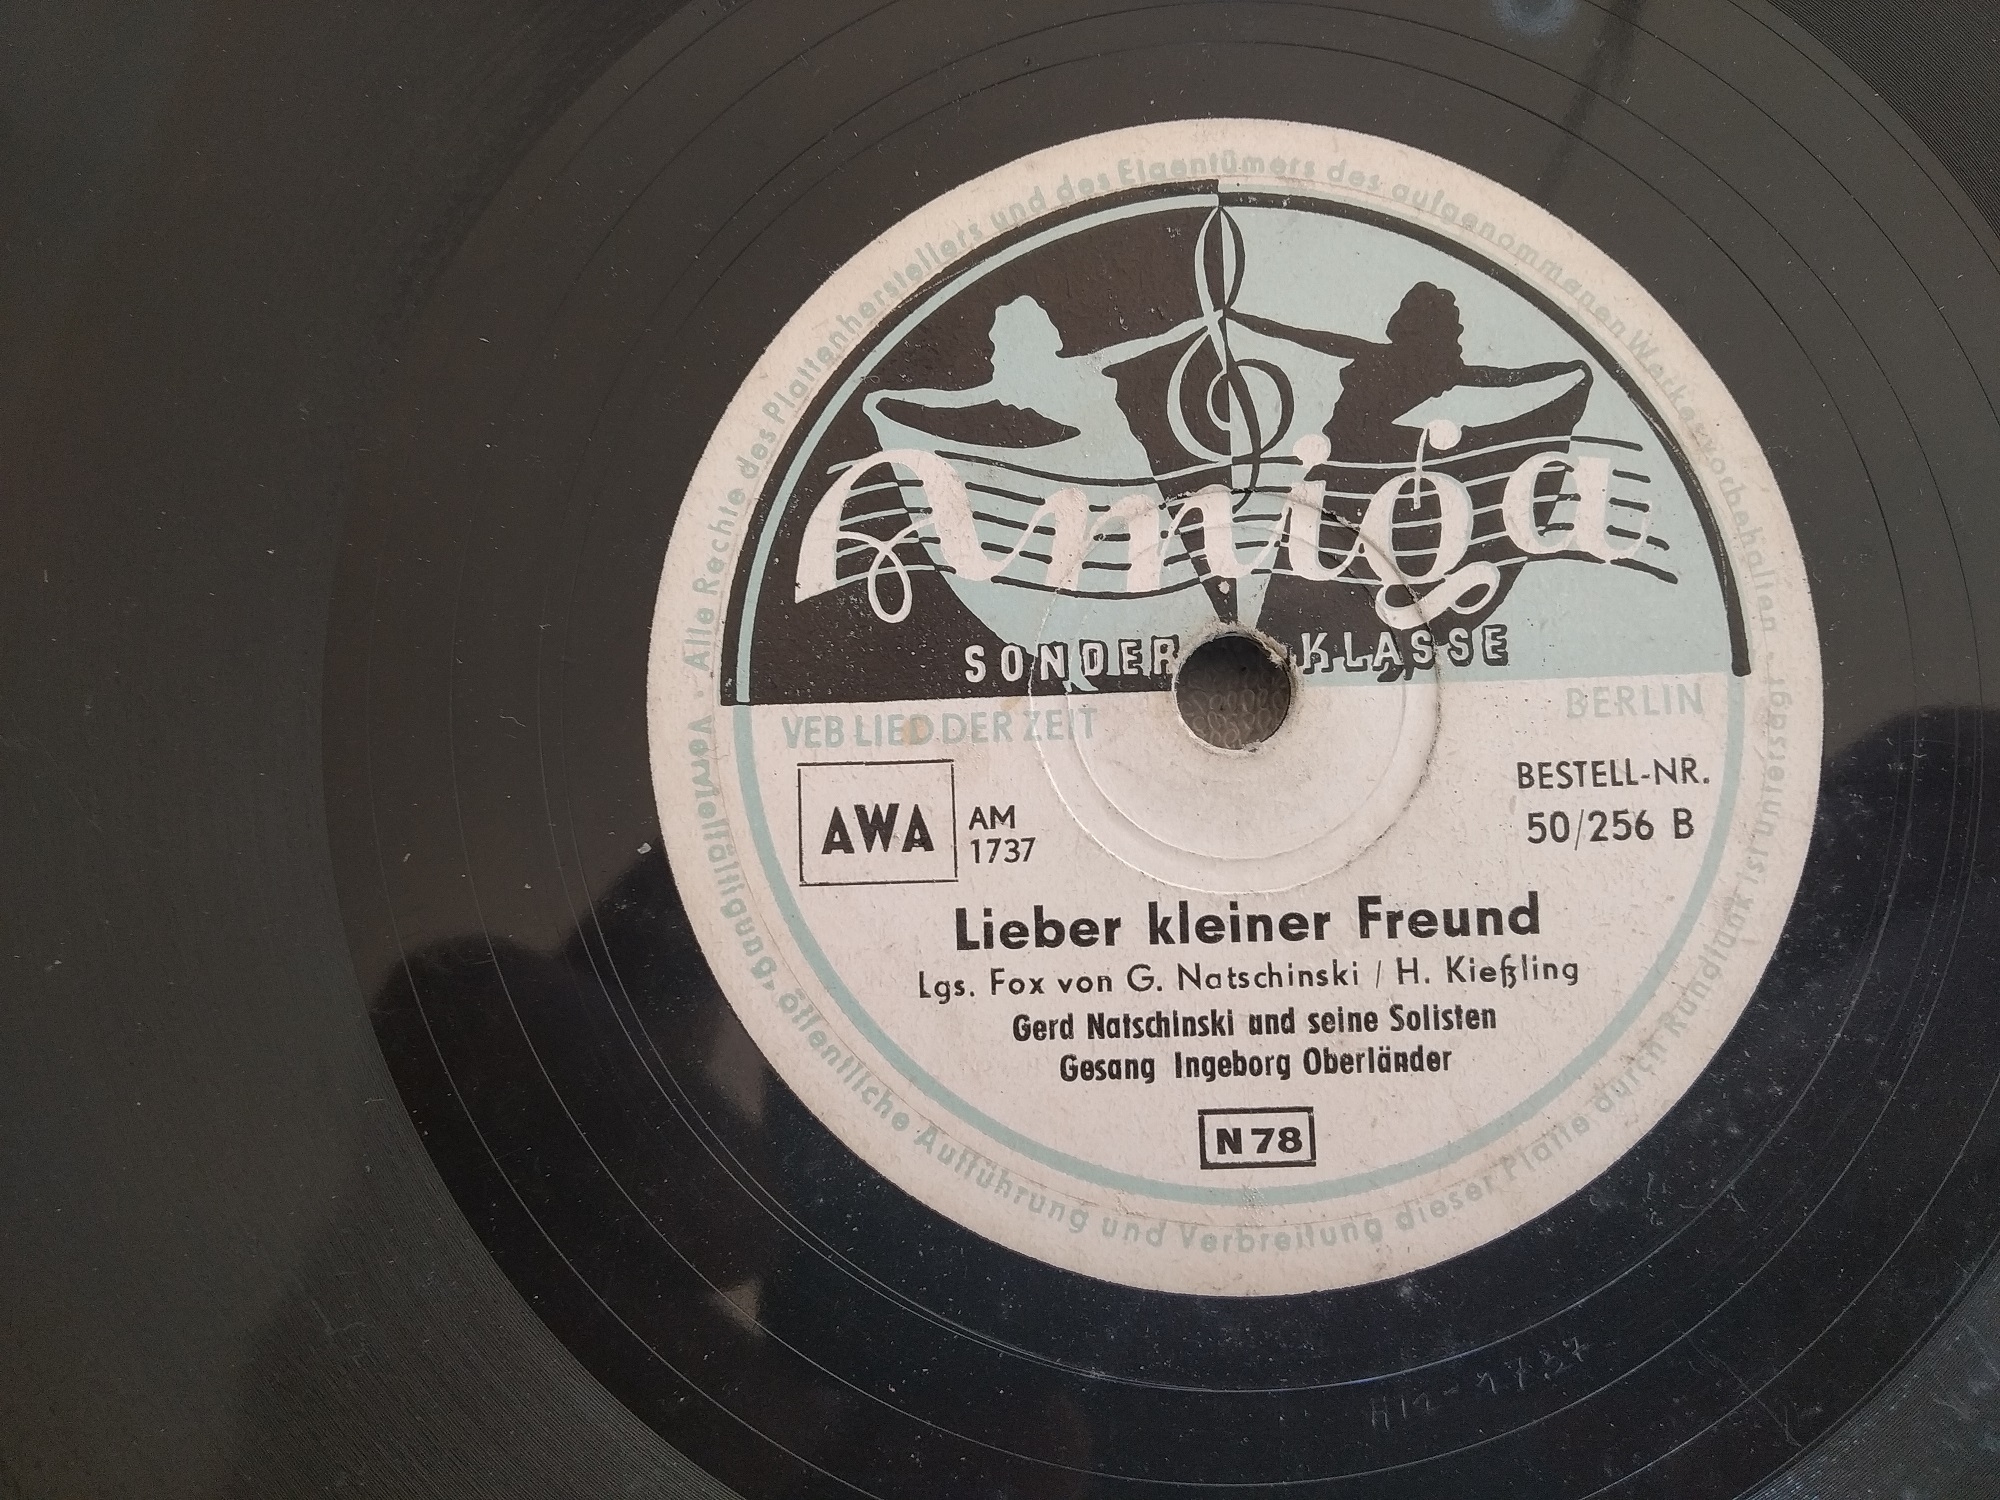 Alle Rechte des Plattenherstellers und des Eigentümers des aufgenommenen Werkes vorbehalten · Vervielfältigung, öffentliche Aufführung und Verbreitung dieser Platte durch Rundfunk ist untersagt ·
Amiga
SONDER KLASSE
VEB LIED DER ZEIT BERLIN
AWA
AM
1737
BESTELL-NR.
50/256 B
Lieber kleiner Freund
Lgs. Fox von G. Natschinski / H. Kießling
Gerd Natschinski und seine Solisten
Gesang Ingeborg Oberländer
N 78
AM-1737